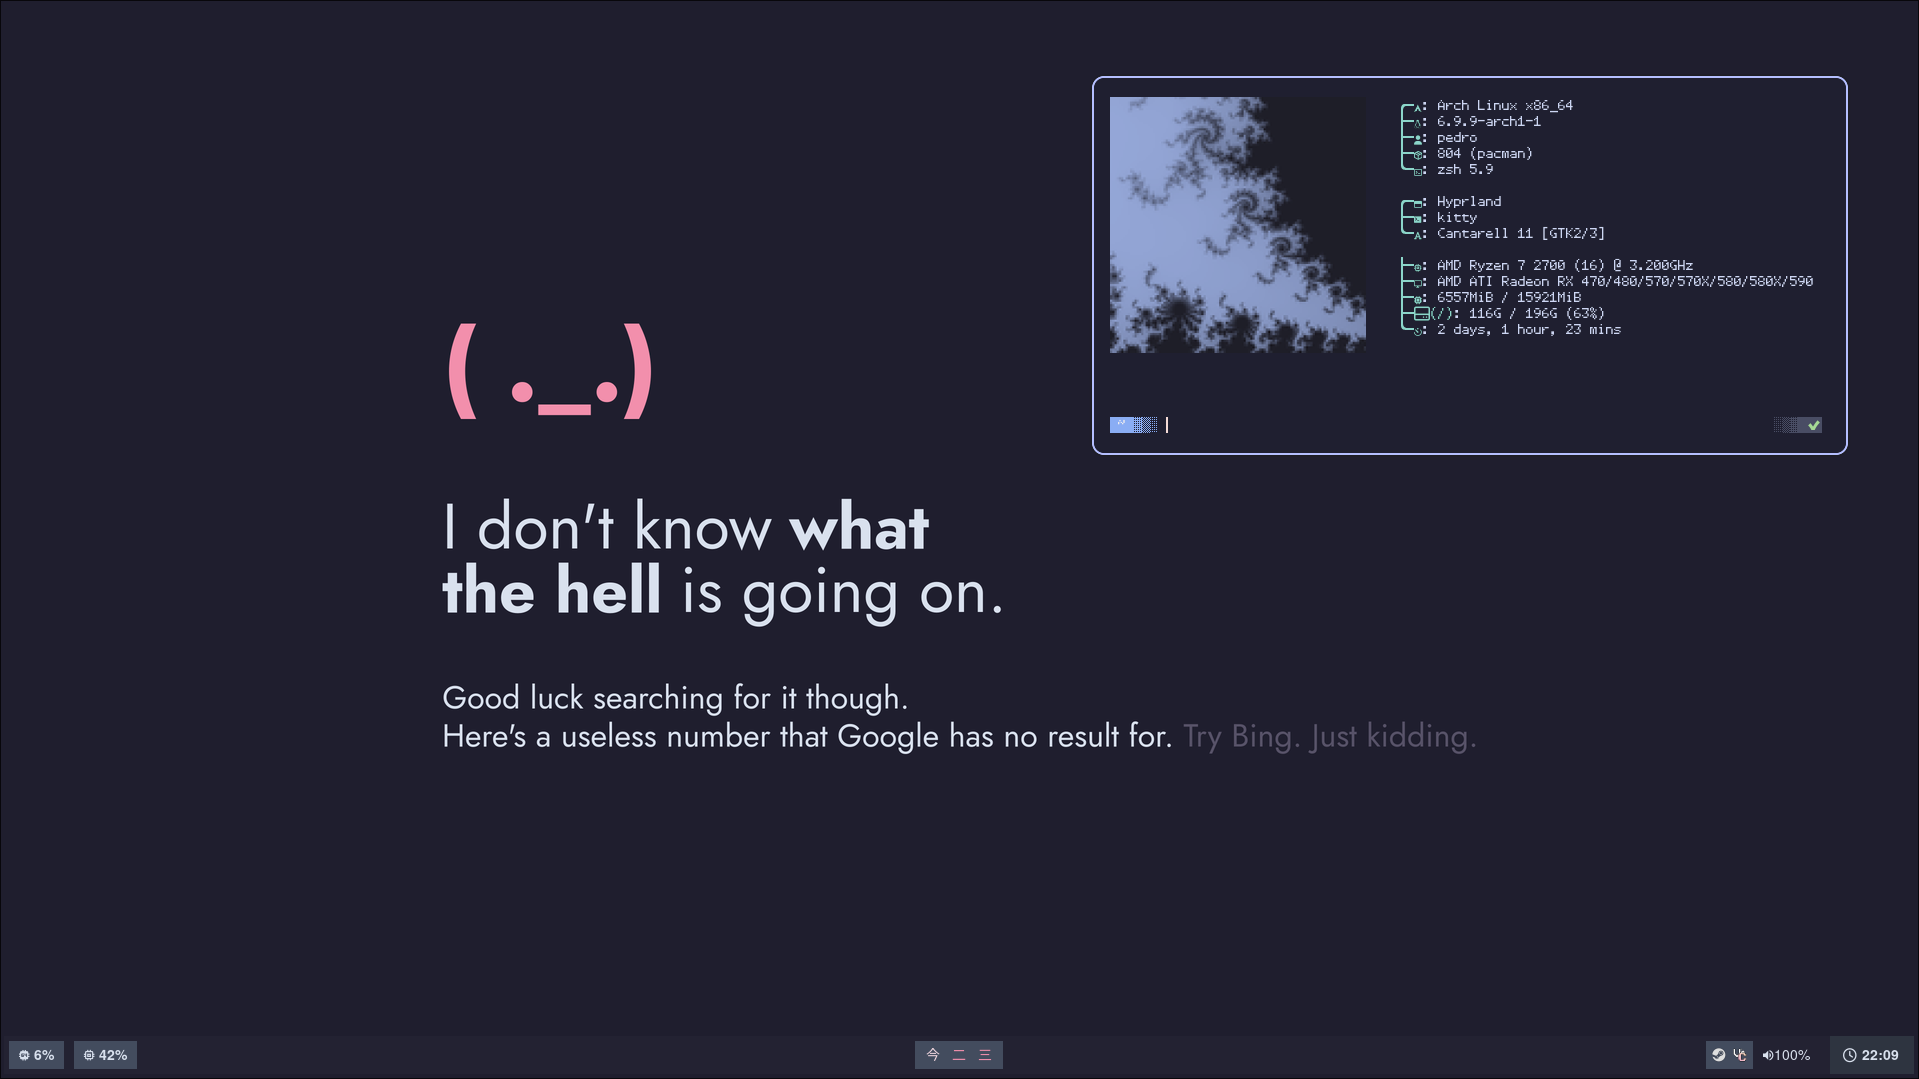 Arch Linux x86_64
6.9.9-arch1-1
pedro
804 (pacman)
zsh 5.9
Hyprland
kitty
Cantarell 11 [GTK2/3]
AMD Ryzen 7 2700 (16) @ 3.200GHz
AMD ATI Radeon RX 470/480/570/570X/580/580X/590
6557MiB / 15921MiB
(/): 116G / 196G (63%)
2 days, 1 hour, 23 mins
~
( ._.)
I don't know what
the hell is going on.
Good luck searching for it though.
Here's a useless number that Google has no result for. Try Bing. Just kidding.
6% 42% 今 二 三 100% 22:09